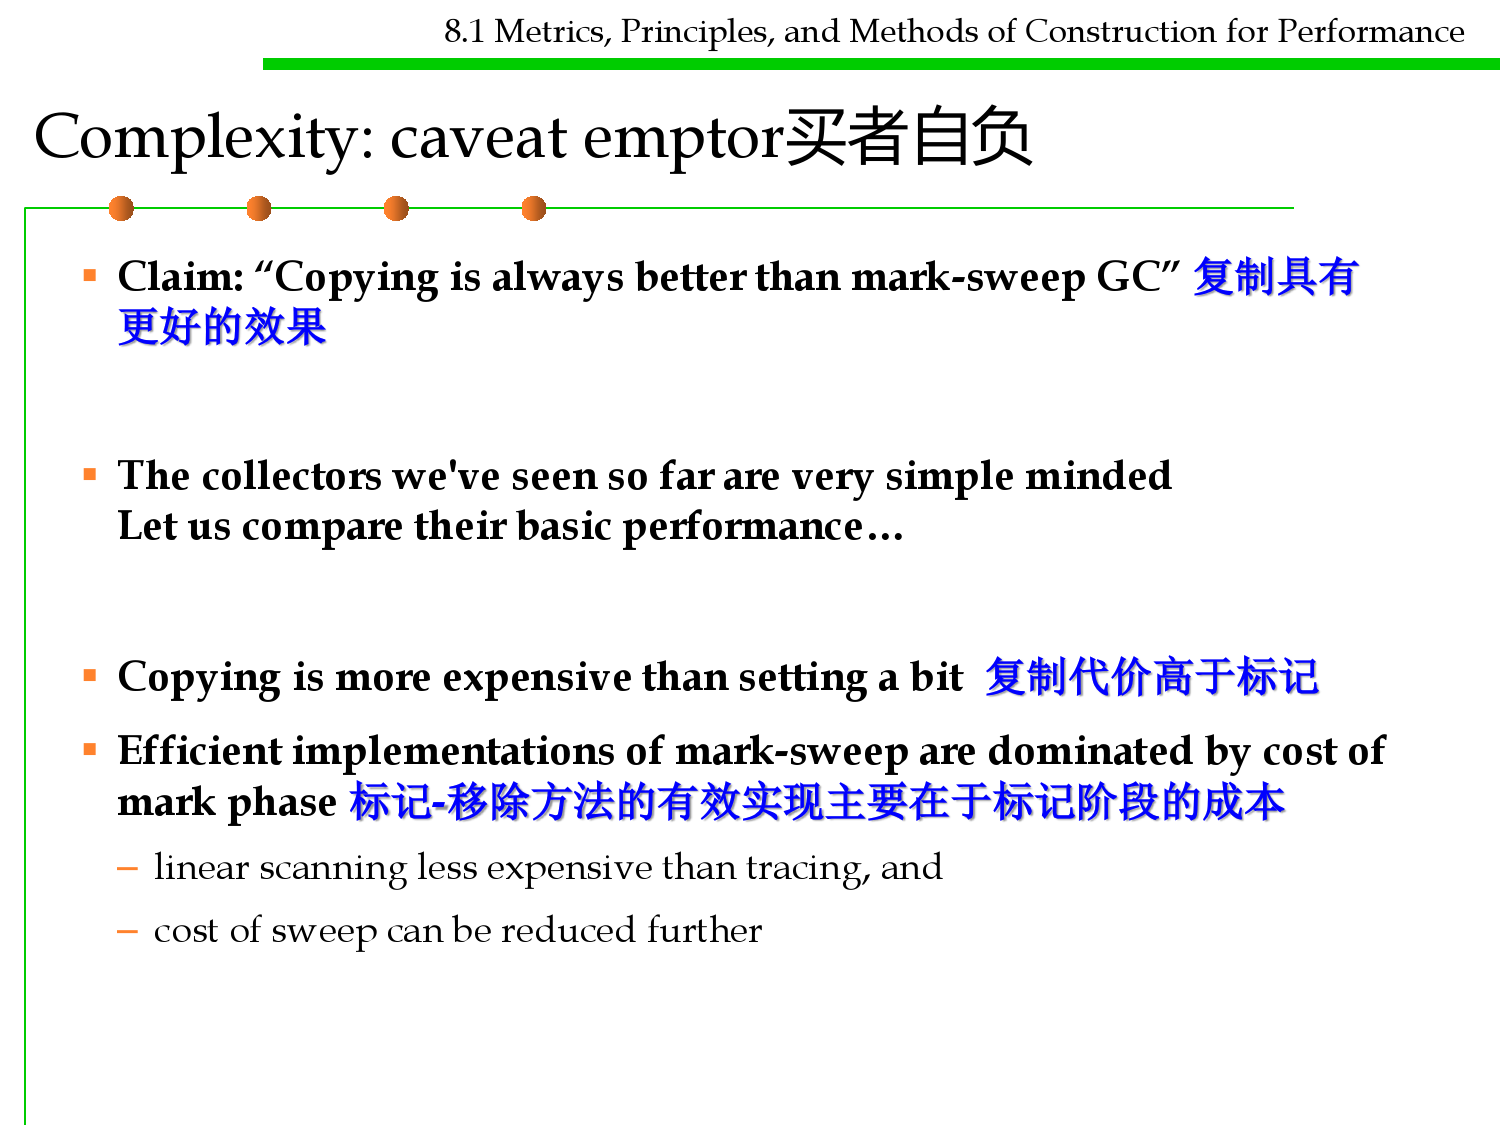 8.1 Metrics, Principles, and Methods of Construction for Performance
Complexity: caveat emptor买者自负
▪ Claim: “Copying is always better than mark-sweep GC” 复制具有
更好的效果
▪ The collectors we've seen so far are very simple minded
Let us compare their basic performance…
▪ Copying is more expensive than setting a bit 复制代价高于标记
▪ Efficient implementations of mark-sweep are dominated by cost of
mark phase 标记-移除方法的有效实现主要在于标记阶段的成本
– linear scanning less expensive than tracing, and
– cost of sweep can be reduced further